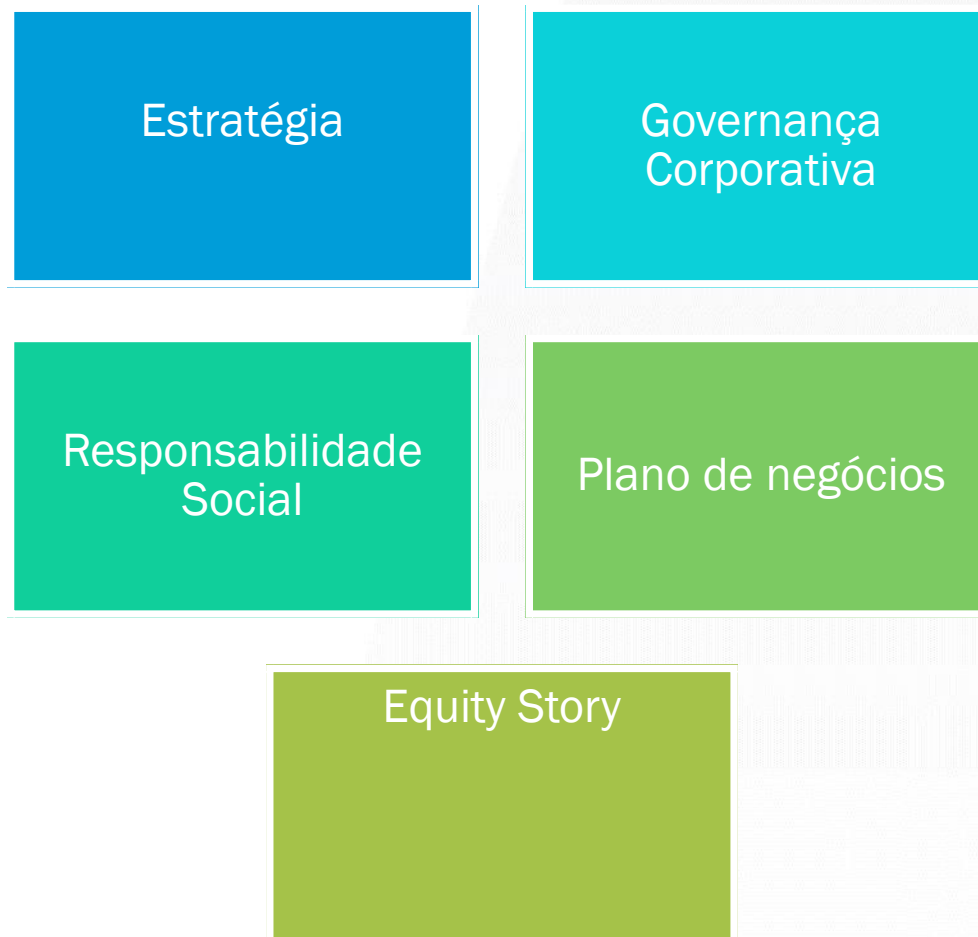 Estratégia
Governança
Corporativa
Responsabilidade
Social
Plano de negócios
Equity Story